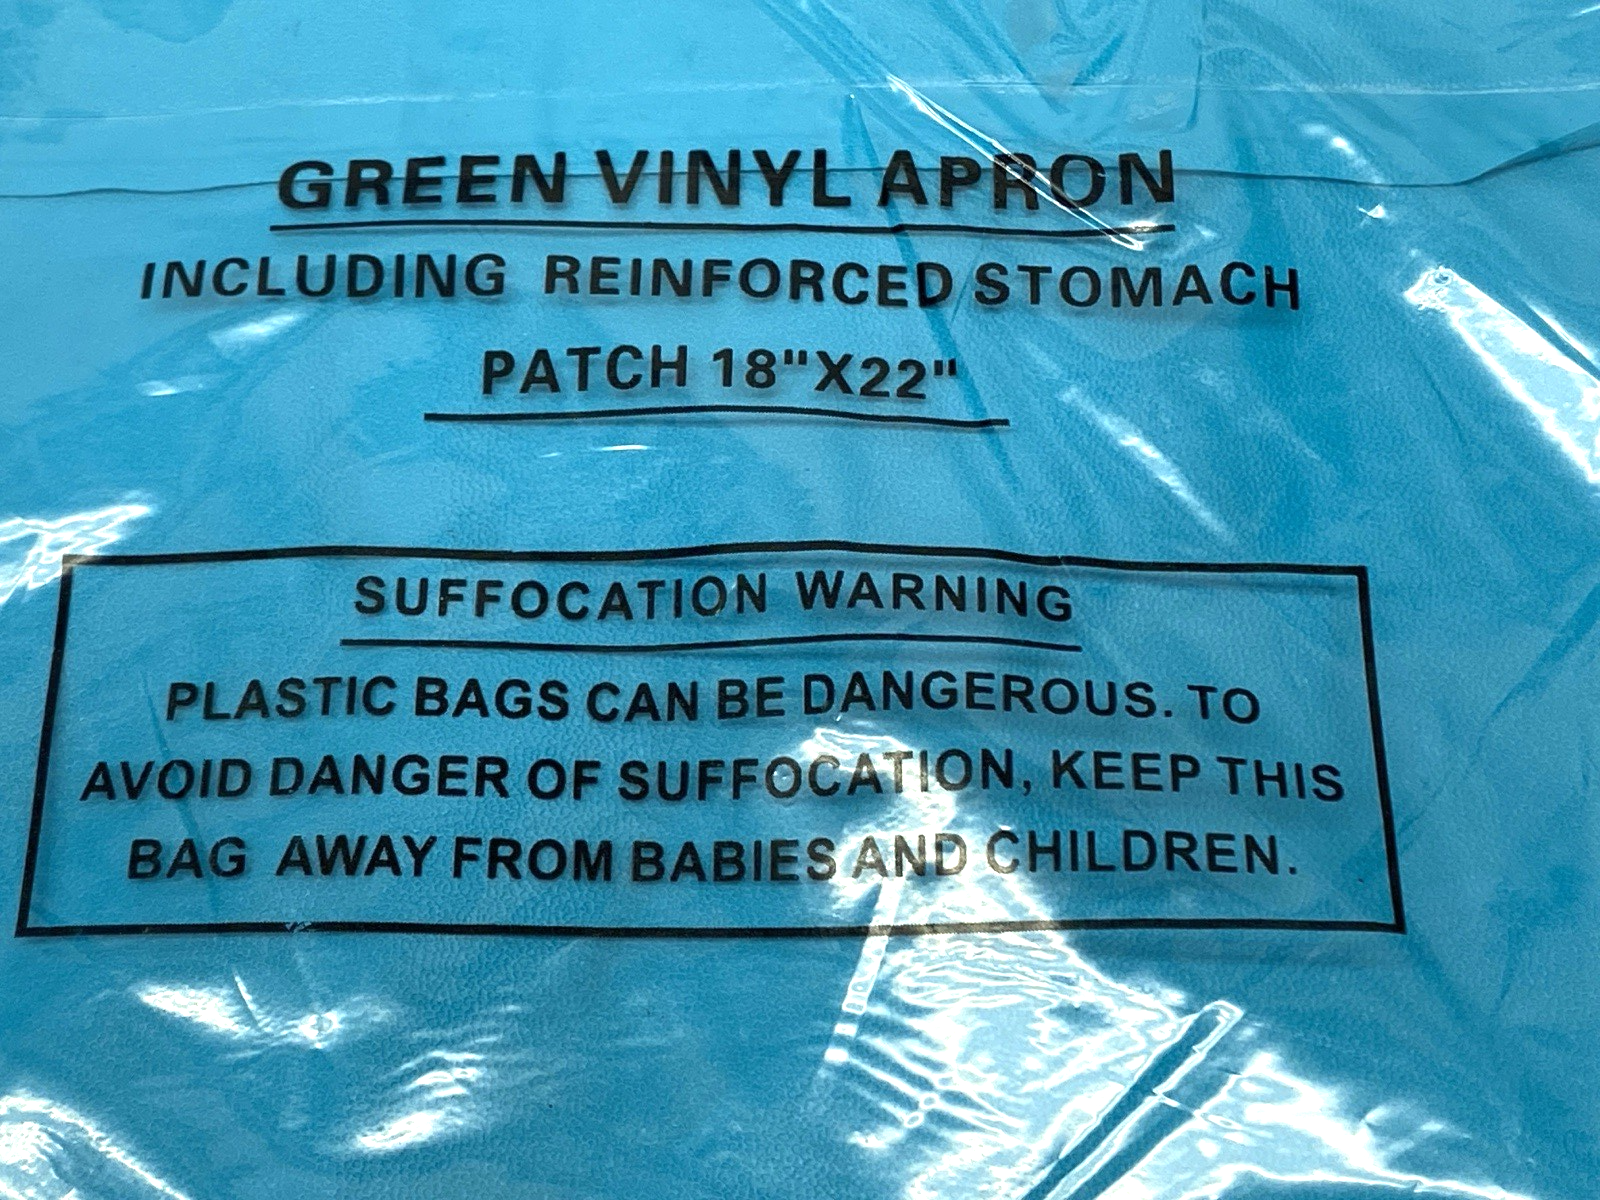 GREEN VINYL APRON
INCLUDING REINFORCED STOMACH
PATCH 18"X22"
SUFFOCATION WARNING
PLASTIC BAGS CAN BE DANGEROUS. TO
AVOID DANGER OF SUFFOCATION, KEEP THIS
BAG AWAY FROM BABIES AND CHILDREN.